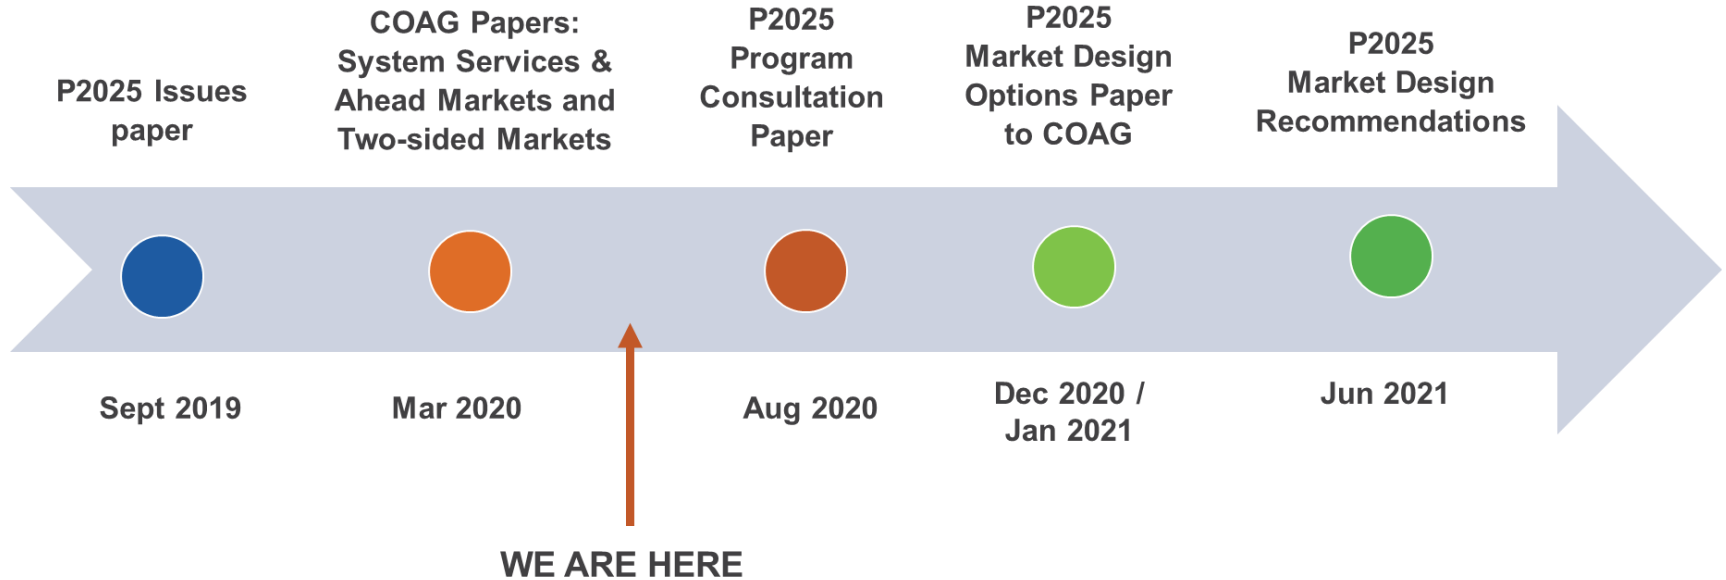 P2025 Issues
paper
COAG Papers:
System Services &
Ahead Markets and
Two-sided Markets
P2025
Program
Consultation
Paper
P2025
Market Design
Options Paper
to COAG
P2025
Market Design
Recommendations
Sept 2019
Mar 2020
Aug 2020
Dec 2020 /
Jan 2021
Jun 2021
WE ARE HERE